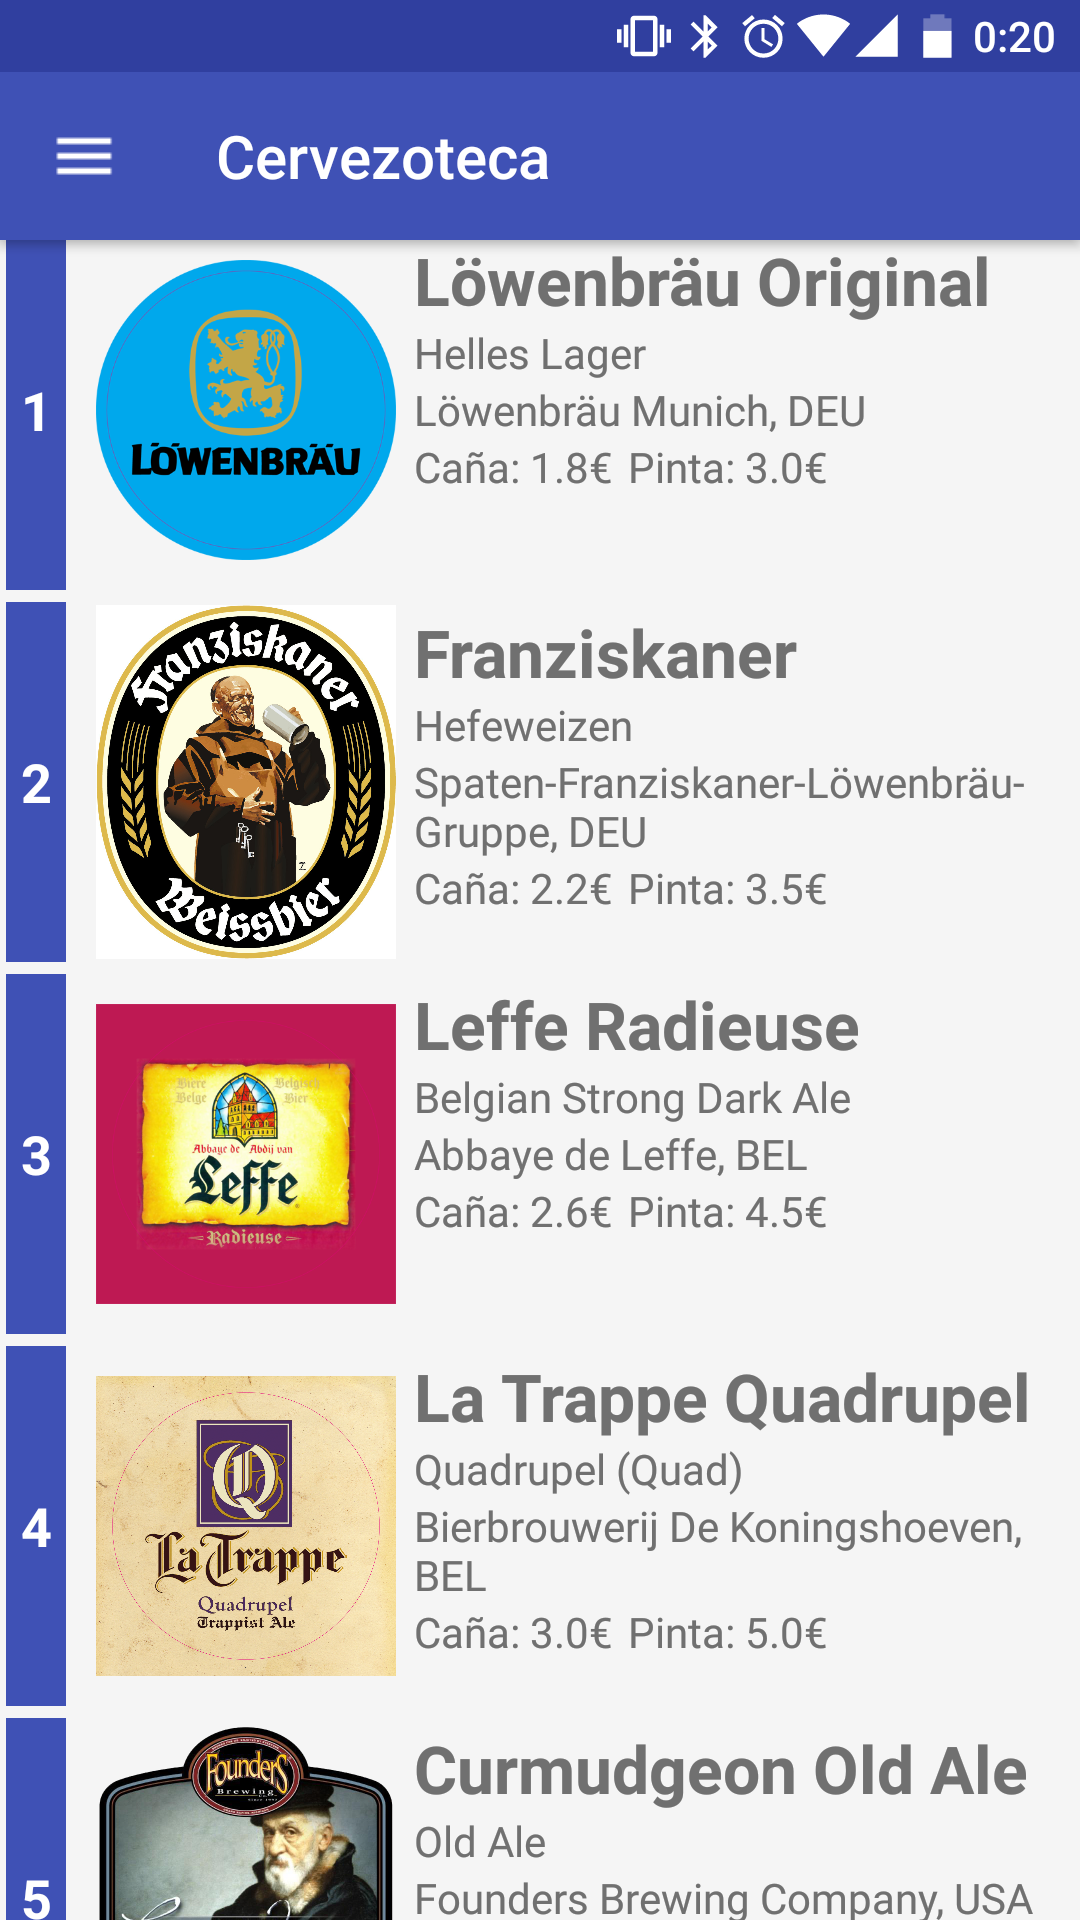 0:20
Cervezoteca
1
LÖWENBRÄU
Löwenbräu Original
Helles Lager
Löwenbräu Munich, DEU
Caña: 1.8€ Pinta: 3.0€
2
Franziskaner
Weissbier
Franziskaner
Hefeweizen
Spaten-Franziskaner-Löwenbräu-
Gruppe, DEU
Caña: 2.2€ Pinta: 3.5€
3
Bière Belge
Belgisch Bier
Abbaye de Abdij van
Leffe
Radieuse
Leffe Radieuse
Belgian Strong Dark Ale
Abbaye de Leffe, BEL
Caña: 2.6€ Pinta: 4.5€
4
Q
La Trappe
Quadrupel
Trappist Ale
La Trappe Quadrupel
Quadrupel (Quad)
Bierbrouwerij De Koningshoeven,
BEL
Caña: 3.0€ Pinta: 5.0€
5
Founders
Brewing
Curmudgeon Old Ale
Old Ale
Founders Brewing Company, USA